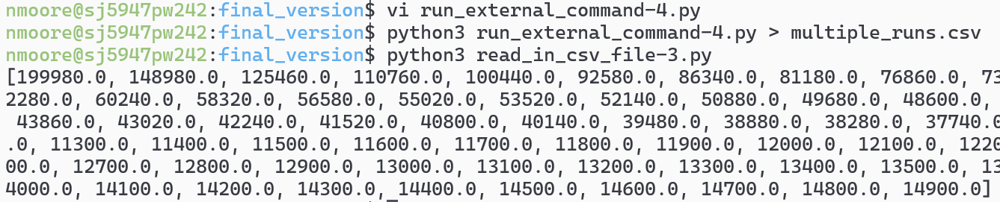 nmoore@sj5947pw242:final_version$ vi run_external_command-4.py
nmoore@sj5947pw242:final_version$ python3 run_external_command-4.py > multiple_runs.csv
nmoore@sj5947pw242:final_version$ python3 read_in_csv_file-3.py
[199980.0, 148980.0, 125460.0, 110760.0, 100440.0, 92580.0, 86340.0, 81180.0, 76860.0, 73
2280.0, 60240.0, 58320.0, 56580.0, 55020.0, 53520.0, 52140.0, 50880.0, 49680.0, 48600.0,
43860.0, 43020.0, 42240.0, 41520.0, 40800.0, 40140.0, 39480.0, 38880.0, 38280.0, 37740.0
.0, 11300.0, 11400.0, 11500.0, 11600.0, 11700.0, 11800.0, 11900.0, 12000.0, 12100.0, 1220
00.0, 12700.0, 12800.0, 12900.0, 13000.0, 13100.0, 13200.0, 13300.0, 13400.0, 13500.0, 13
4000.0, 14100.0, 14200.0, 14300.0, 14400.0, 14500.0, 14600.0, 14700.0, 14800.0, 14900.0]